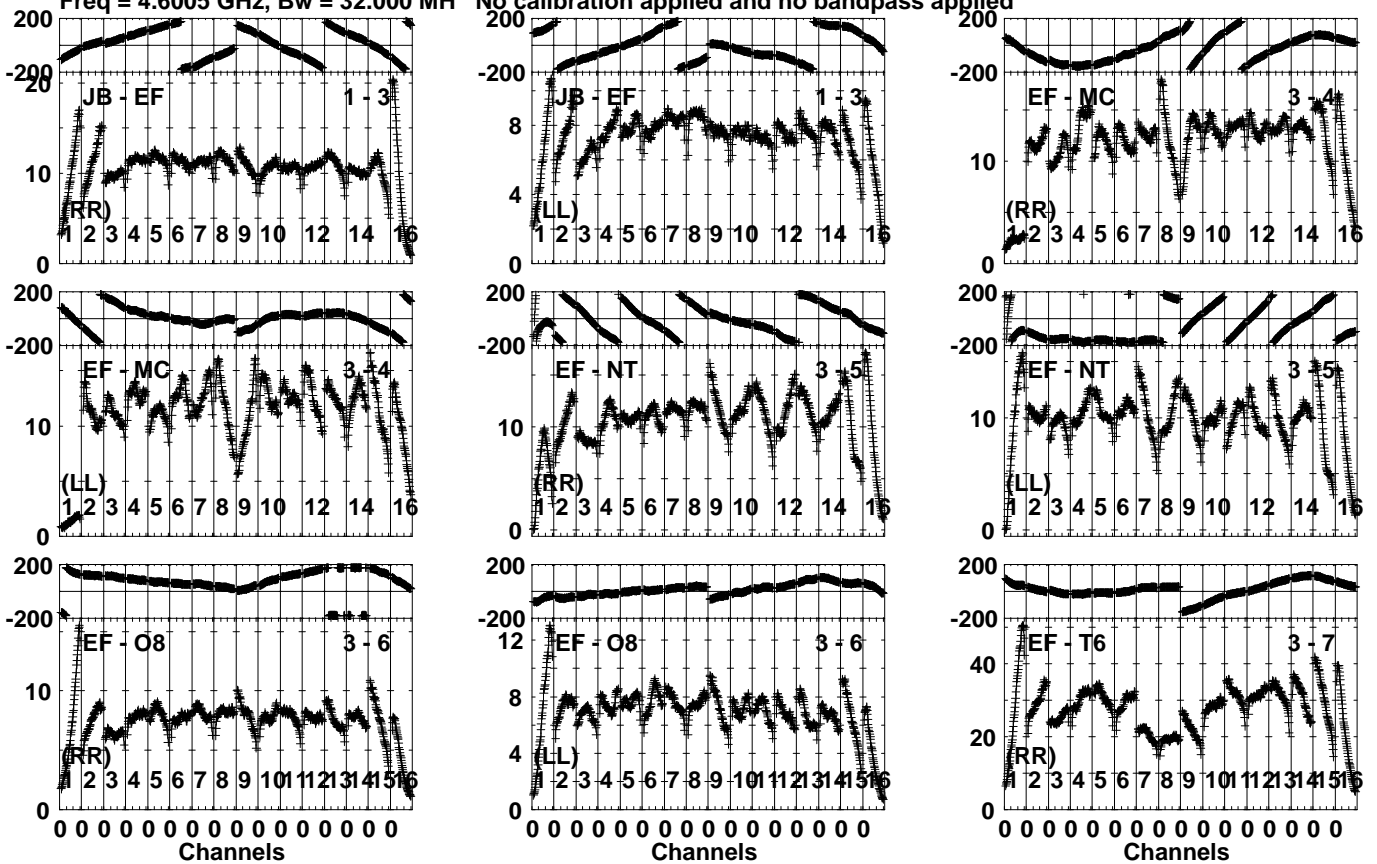 Freq = 4.6005 GHz, Bw = 32.000 MH No calibration applied and no bandpass applied
200 200 200
-200 -200 -200
20 JB - EF 1 - 3 JB - EF 1 - 3 EF - MC 3 - 4
8
10 10
4
(RR) (LL) (RR)
1 2 3 4 5 6 7 8 9 10 12 14 16 1 2 3 4 5 6 7 8 9 10 12 14 16 1 2 3 4 5 6 7 8 9 10 12 14 16
0 0 0
200 200 200
-200 -200 -200
EF - MC 3 - 4 EF - NT 3 - 5 EF - NT 3 - 5
10 10 10
(LL) (RR) (LL)
1 2 3 4 5 6 7 8 9 10 12 14 16 1 2 3 4 5 6 7 8 9 10 12 14 16 1 2 3 4 5 6 7 8 9 10 12 14 16
0 0 0
200 200 200
-200 -200 -200
EF - O8 3 - 6 12 EF - O8 3 - 6 EF - T6 3 - 7
40
10 8
20
4
(RR) (LL) (RR)
1 2 3 4 5 6 7 8 9 10 11 12 13 14 15 16 1 2 3 4 5 6 7 8 9 10 11 12 13 14 15 16 1 2 3 4 5 6 7 8 9 10 11 12 13 14 15 16
0 0 0
0 0 0 0 0 0 0 0 0 0 0 0 0 0 0 0 0 0 0 0 0 0 0 0 0 0 0 0 0 0 0 0 0 0 0 0 0 0 0 0 0 0 0 0 0 0 0 0
Channels Channels Channels